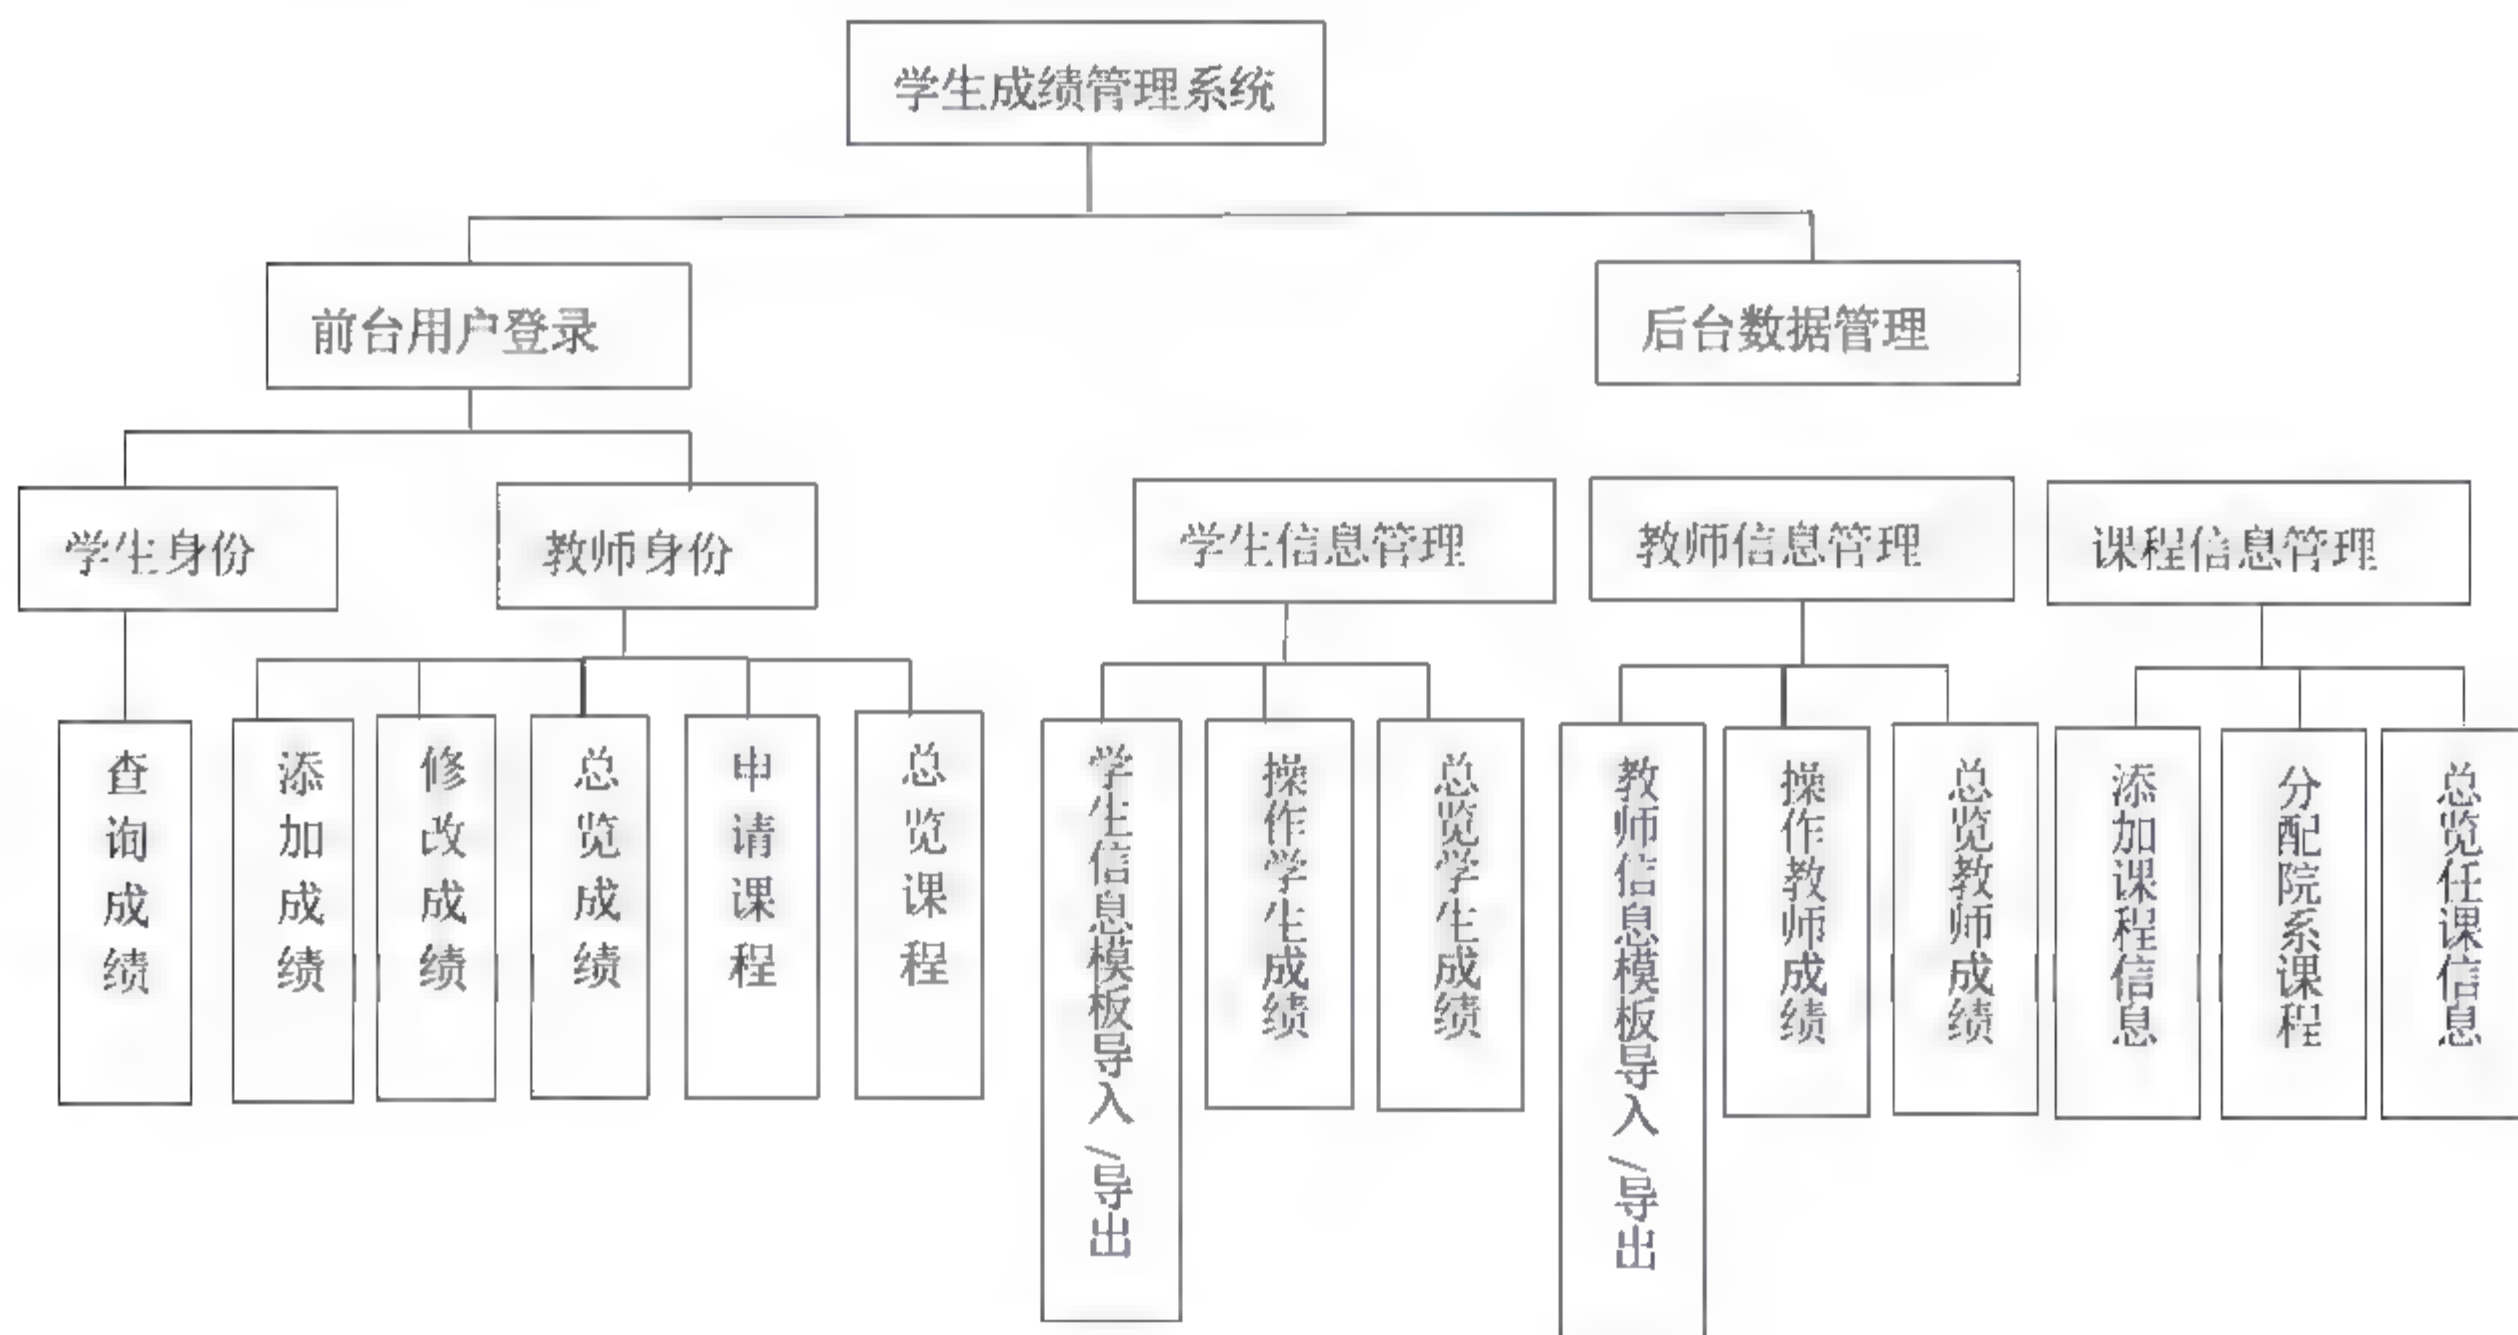 学生成绩管理系统
前台用户登录
后台数据管理
学生身份
教师身份
学生信息管理
教师信息管理
课程信息管理
查询成绩
添加成绩
修改成绩
总览成绩
申请课程
总览课程
学生信息模板导入/导出
操作学生成绩
总览学生成绩
教师信息模板导入/导出
操作教师成绩
总览教师成绩
添加课程信息
分配院系课程
总览任课信息